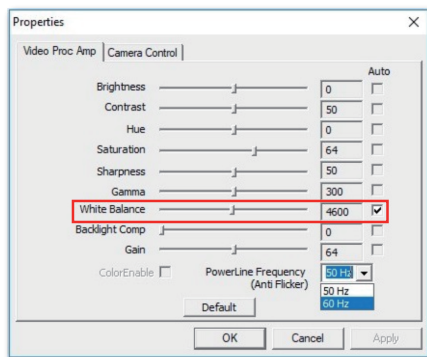 Properties
Video Proc Amp Camera Control
Auto
Brightness 0
Contrast 50
Hue 0
Saturation 64
Sharpness 50
Gamma 300
White Balance 4600
Backlight Comp 0
Gain 64
ColorEnable PowerLine Frequency 50 Hz
(Anti Flicker) 50 Hz
60 Hz
Default
OK Cancel Apply